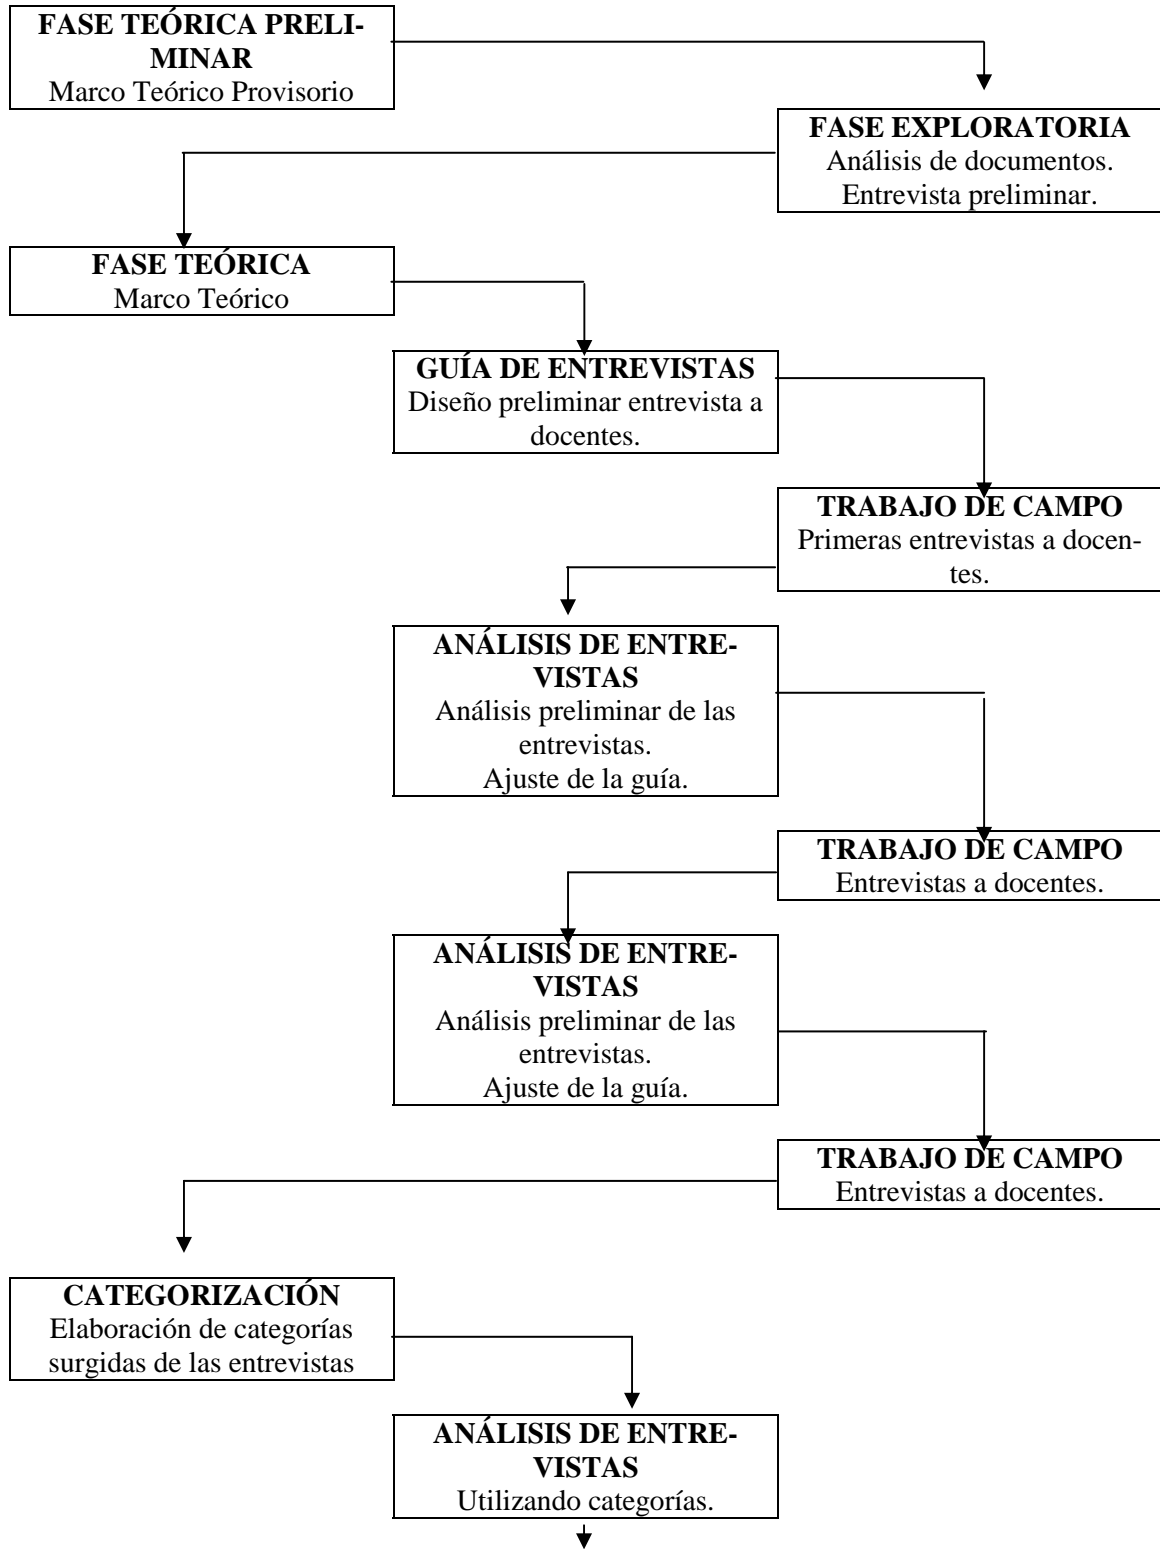 FASE TEÓRICA PRELI-
MINAR
Marco Teórico Provisorio
FASE EXPLORATORIA
Análisis de documentos.
Entrevista preliminar.
FASE TEÓRICA
Marco Teórico
GUÍA DE ENTREVISTAS
Diseño preliminar entrevista a
docentes.
TRABAJO DE CAMPO
Primeras entrevistas a docen-
tes.
ANÁLISIS DE ENTRE-
VISTAS
Análisis preliminar de las
entrevistas.
Ajuste de la guía.
TRABAJO DE CAMPO
Entrevistas a docentes.
ANÁLISIS DE ENTRE-
VISTAS
Análisis preliminar de las
entrevistas.
Ajuste de la guía.
TRABAJO DE CAMPO
Entrevistas a docentes.
CATEGORIZACIÓN
Elaboración de categorías
surgidas de las entrevistas
ANÁLISIS DE ENTRE-
VISTAS
Utilizando categorías.